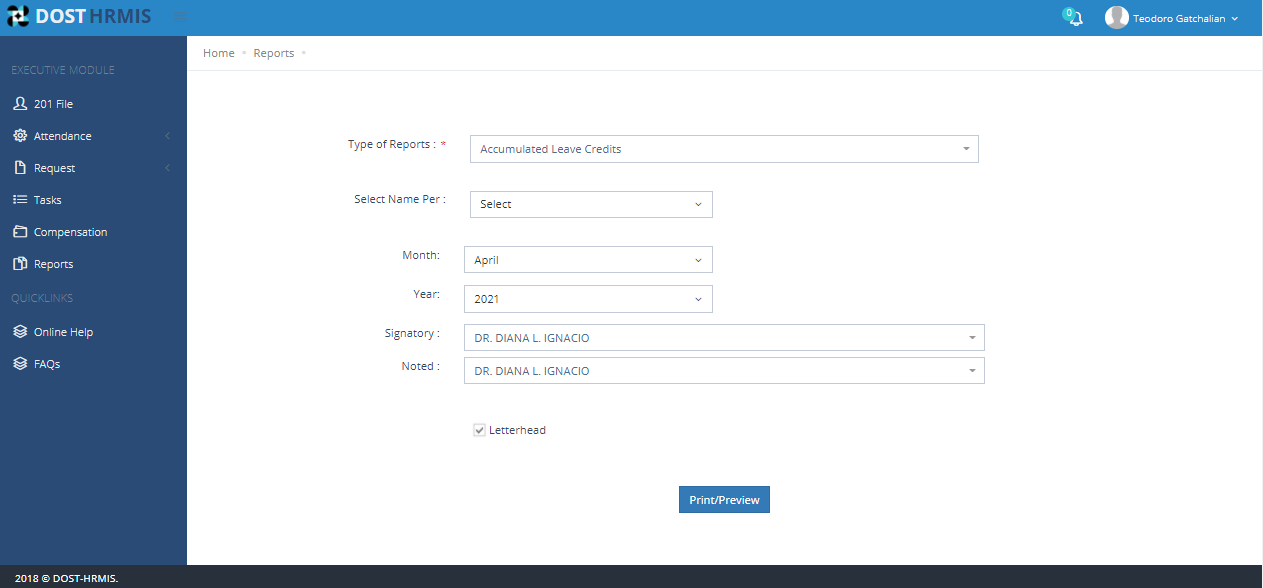 DOST HRMIS
0
Teodoro Gatchalian
Home • Reports •
EXECUTIVE MODULE
201 File
Attendance
Request
Tasks
Compensation
Reports
QUICKLINKS
Online Help
FAQs
Type of Reports : *
Accumulated Leave Credits
Select Name Per :
Select
Month:
April
Year:
2021
Signatory :
DR. DIANA L. IGNACIO
Noted :
DR. DIANA L. IGNACIO
Letterhead
Print/Preview
2018 © DOST-HRMIS.